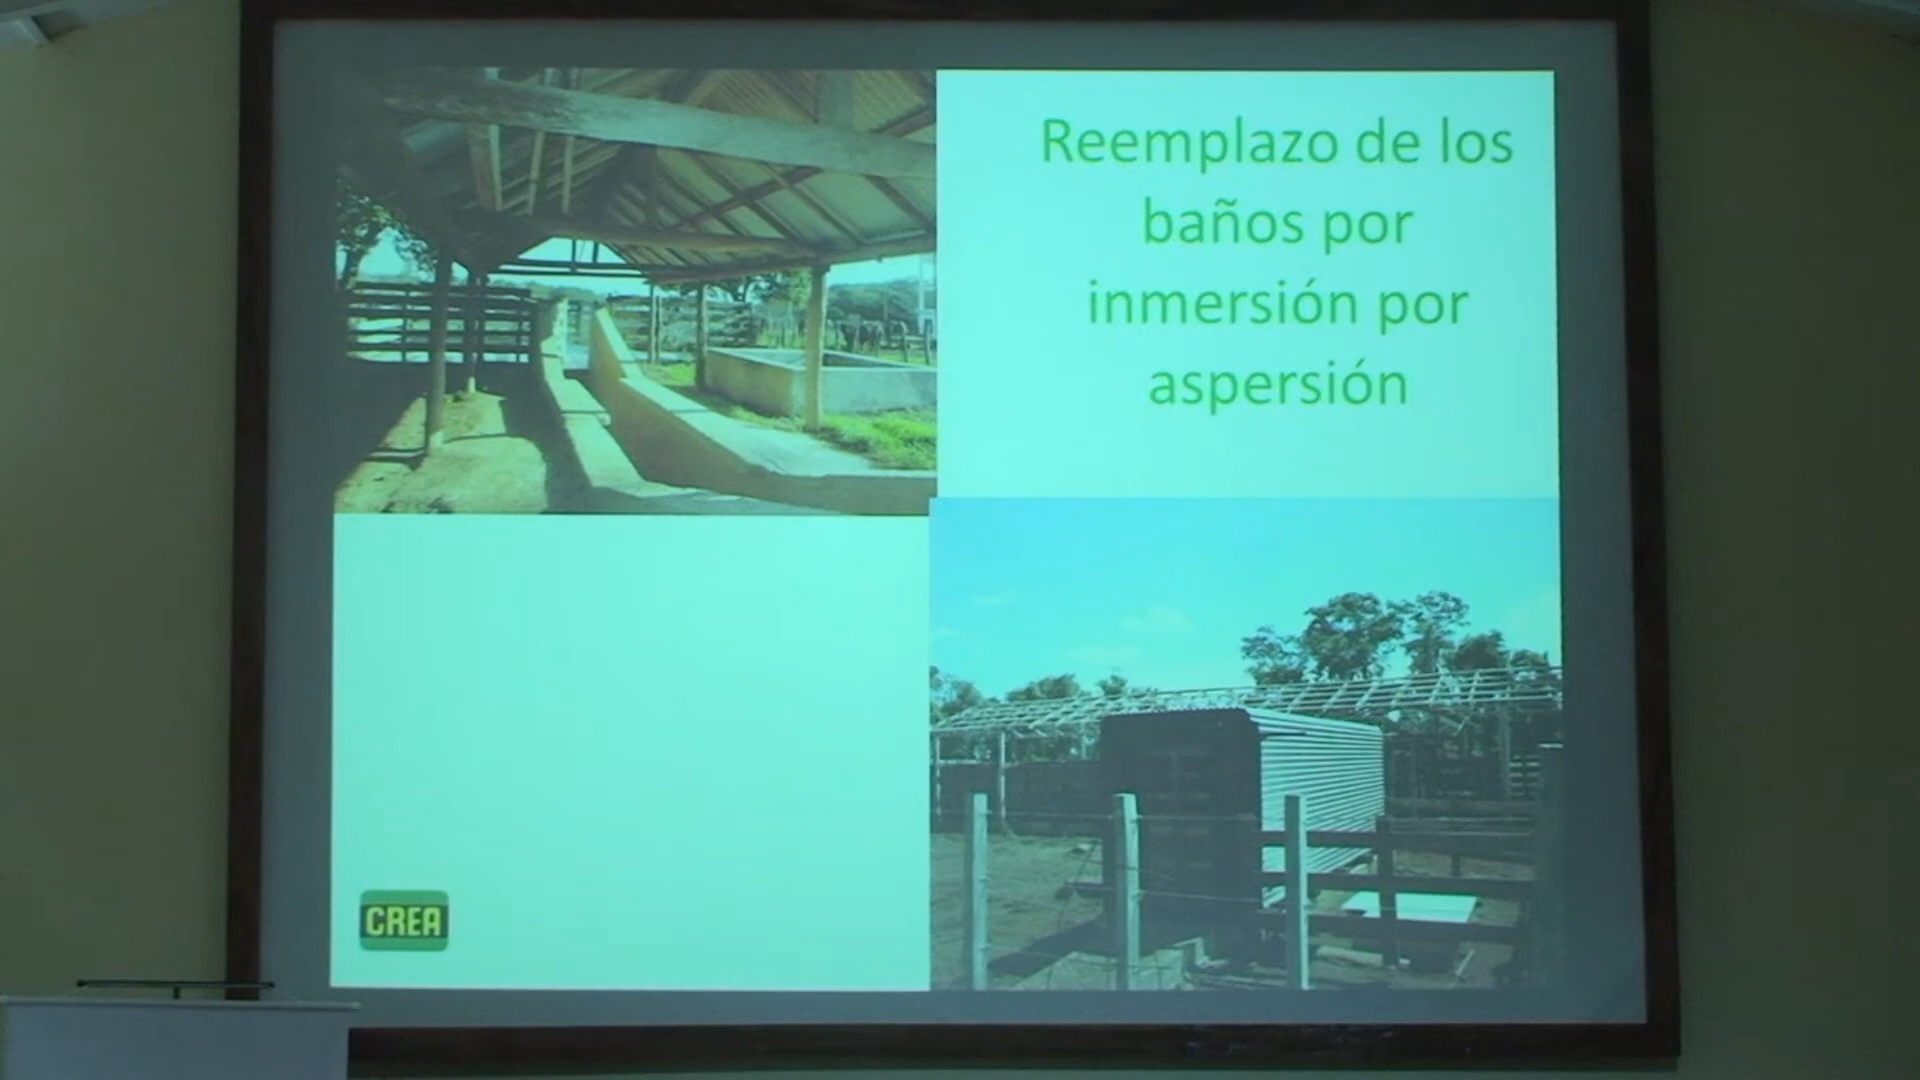 Reemplazo de los
baños por
inmersión por
aspersión
CREA